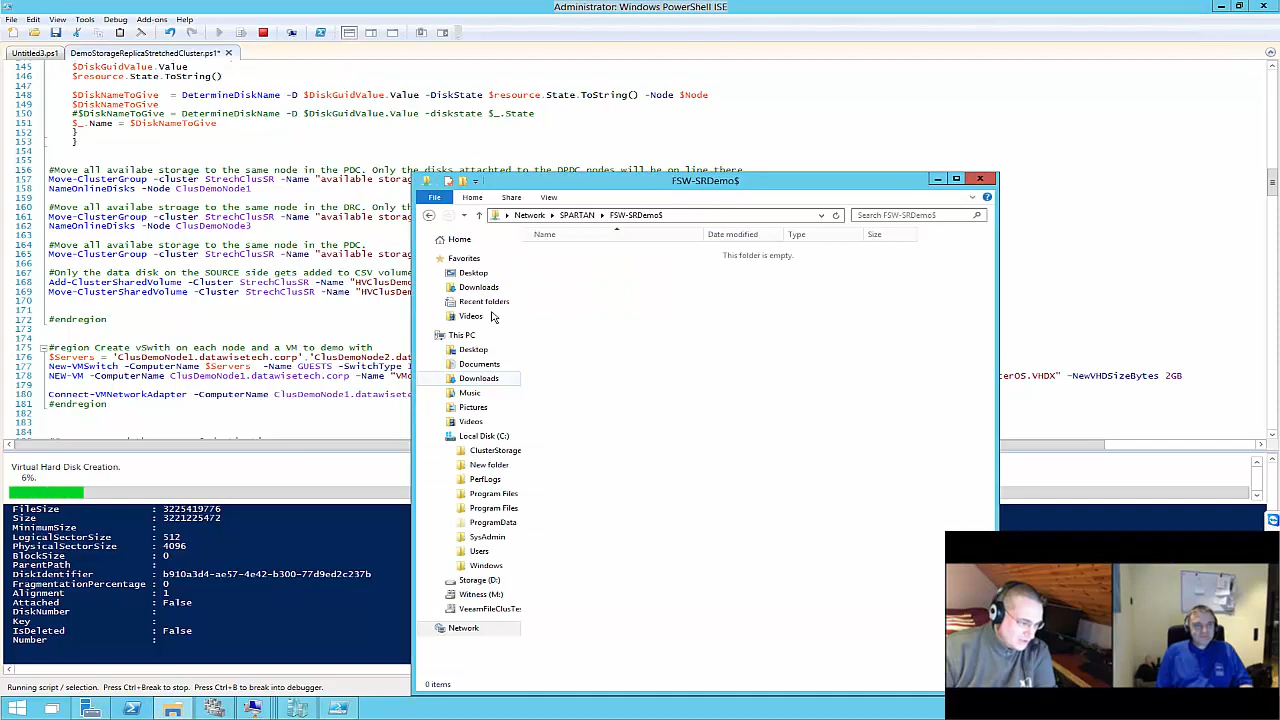 Administrator: Windows PowerShell ISE
File Edit View Tools Debug Add-ons Help
Untitled3.ps1 DemoStorageReplicaStretchedCluster.ps1*
145 $DiskGuidValue.Value
146 $resource.State.ToString()
147
148 $DiskNameToGive = DetermineDiskName -D $DiskGuidValue.Value -DiskState $resource.State.ToString() -Node $Node
149 $DiskNameToGive
150 #$DiskNameToGive = DetermineDiskName -D $DiskGuidValue.Value -diskstate $_.State
151 $_.Name = $DiskNameToGive
152 }
153 }
154
155
156 #Move all availabe storage to the same node in the PDC. Only the disks attachted to the DPDC nodes will be on line there
157 Move-ClusterGroup -cluster StrechClusSR -Name "available stora
158 NameOnlineDisks -Node ClusDemoNode1
159
160 #Move all availabe storage to the same node in the DRC. Only th
161 Move-ClusterGroup -cluster StrechClusSR -Name "available stora
162 NameOnlineDisks -Node ClusDemoNode3
163
164 #Move all availabe storage to the same node in the PDC.
165 Move-ClusterGroup -cluster StrechClusSR -Name "available stora
166
167 #Only the data disk on the SOURCE side gets added to CSV volume
168 Add-ClusterSharedVolume -Cluster StrechClusSR -Name "HVClusDem
169 Move-ClusterSharedVolume -Cluster StrechClusSR -Name "HVClusDe
170
171
172 #endregion
173
174
175 #region Create vSwith on each node and a VM to demo with
176 $Servers = 'ClusDemoNode1.datawisetech.corp','ClusDemoNode2.dat
177 New-VMSwitch -ComputerName $Servers -Name GUESTS -SwitchType I
178 NEW-VM -ComputerName ClusDemoNode1.datawisetech.corp -Name "VMo
erOS.VHDX" -NewVHDSizeBytes 2GB
179
180 Connect-VMNetworkAdapter -ComputerName ClusDemoNode1.datawiset
181 #endregion
182
183
184
FSW-SRDemo$
File Home Share View
Network SPARTAN FSW-SRDemo$
Search FSW-SRDemo$
Name Date modified Type Size
This folder is empty.
Home
Favorites
Desktop
Downloads
Recent folders
Videos
This PC
Desktop
Documents
Downloads
Music
Pictures
Videos
Local Disk (C:)
ClusterStorage
New folder
PerfLogs
Program Files
Program Files
ProgramData
SysAdmin
Users
Windows
Storage (D:)
Witness (M:)
VeeamFileClusTes
Network
0 items
Virtual Hard Disk Creation.
6%.
FileSize : 3225419776
Size : 3221225472
MinimumSize :
LogicalSectorSize : 512
PhysicalSectorSize : 4096
BlockSize : 0
ParentPath :
DiskIdentifier : b910a3d4-ae57-4e42-b300-77d9ed2c237b
FragmentationPercentage : 0
Alignment : 1
Attached : False
DiskNumber :
Key :
IsDeleted : False
Number :
Running script / selection. Press Ctrl+Break to stop. Press Ctrl+B to break into debugger.